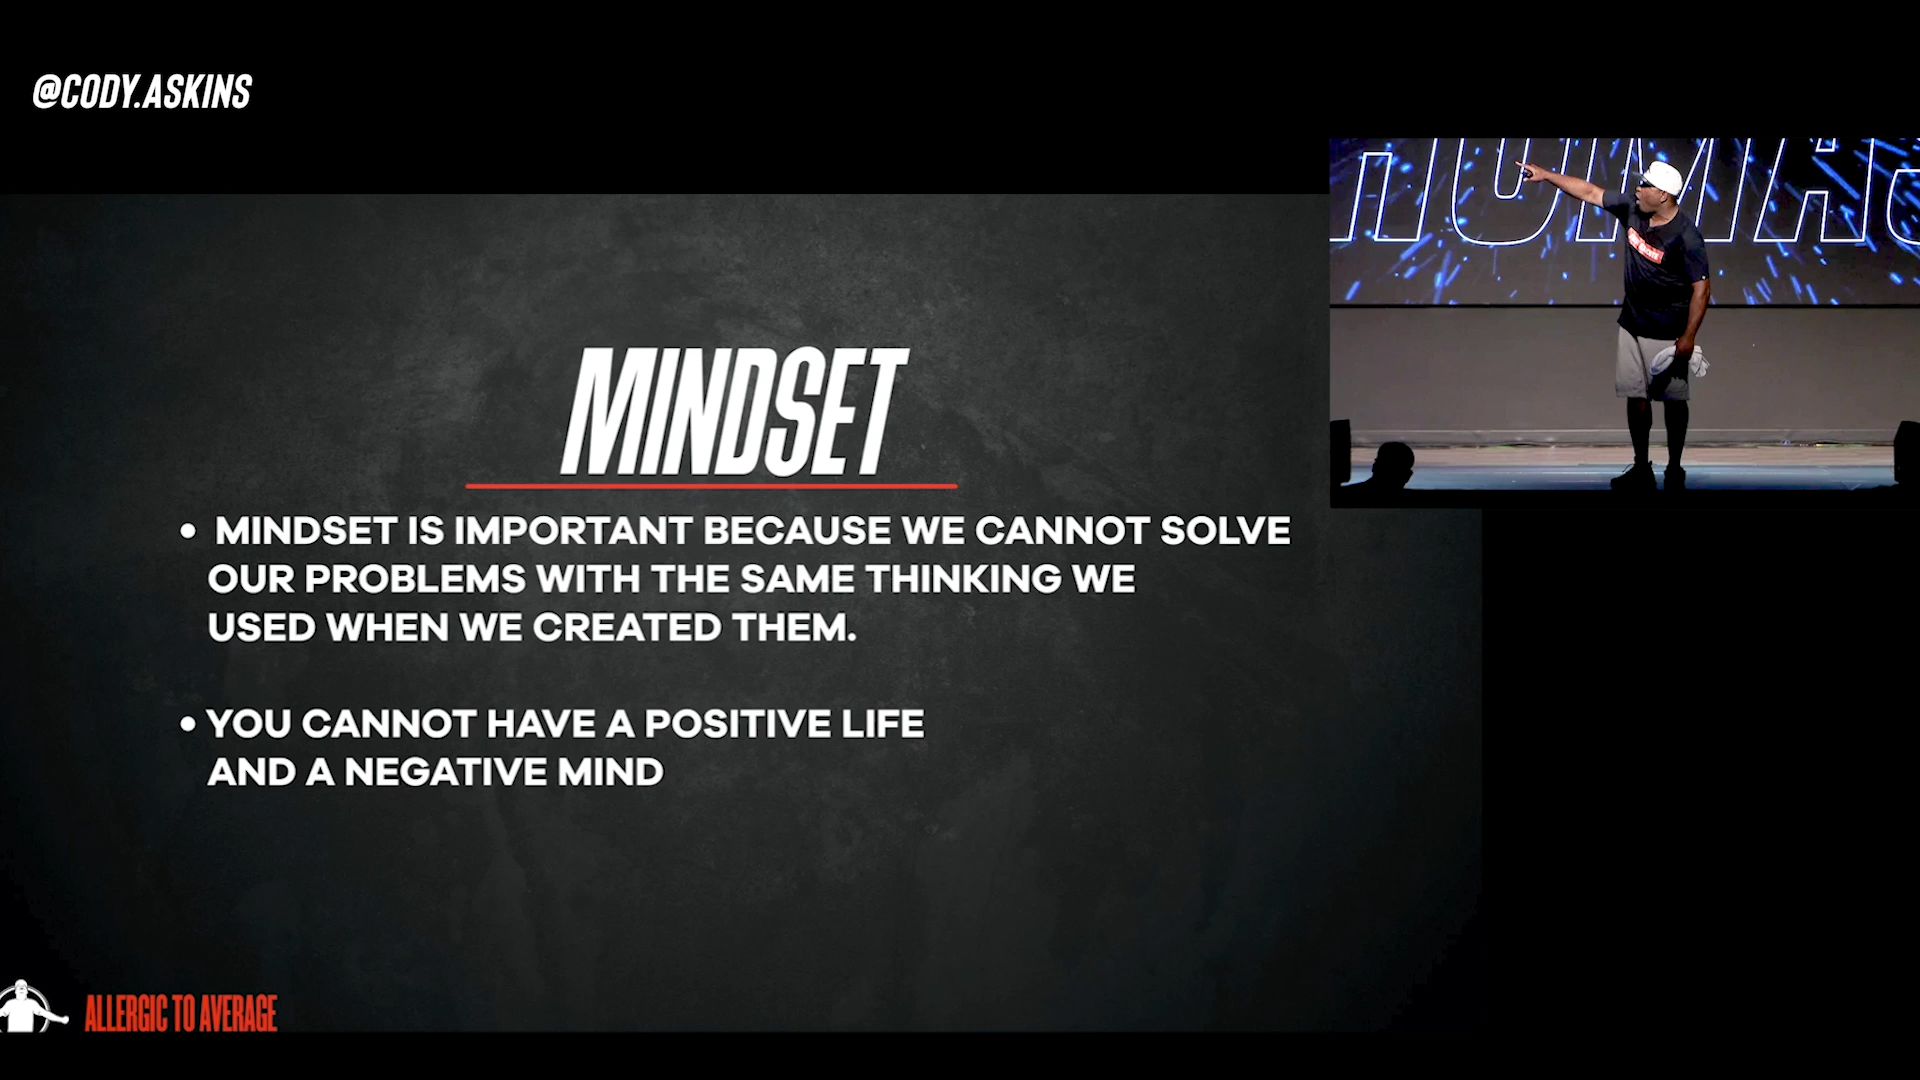 @CODY.ASKINS
MINDSET
• MINDSET IS IMPORTANT BECAUSE WE CANNOT SOLVE
OUR PROBLEMS WITH THE SAME THINKING WE
USED WHEN WE CREATED THEM.
• YOU CANNOT HAVE A POSITIVE LIFE
AND A NEGATIVE MIND
ALLERGIC TO AVERAGE